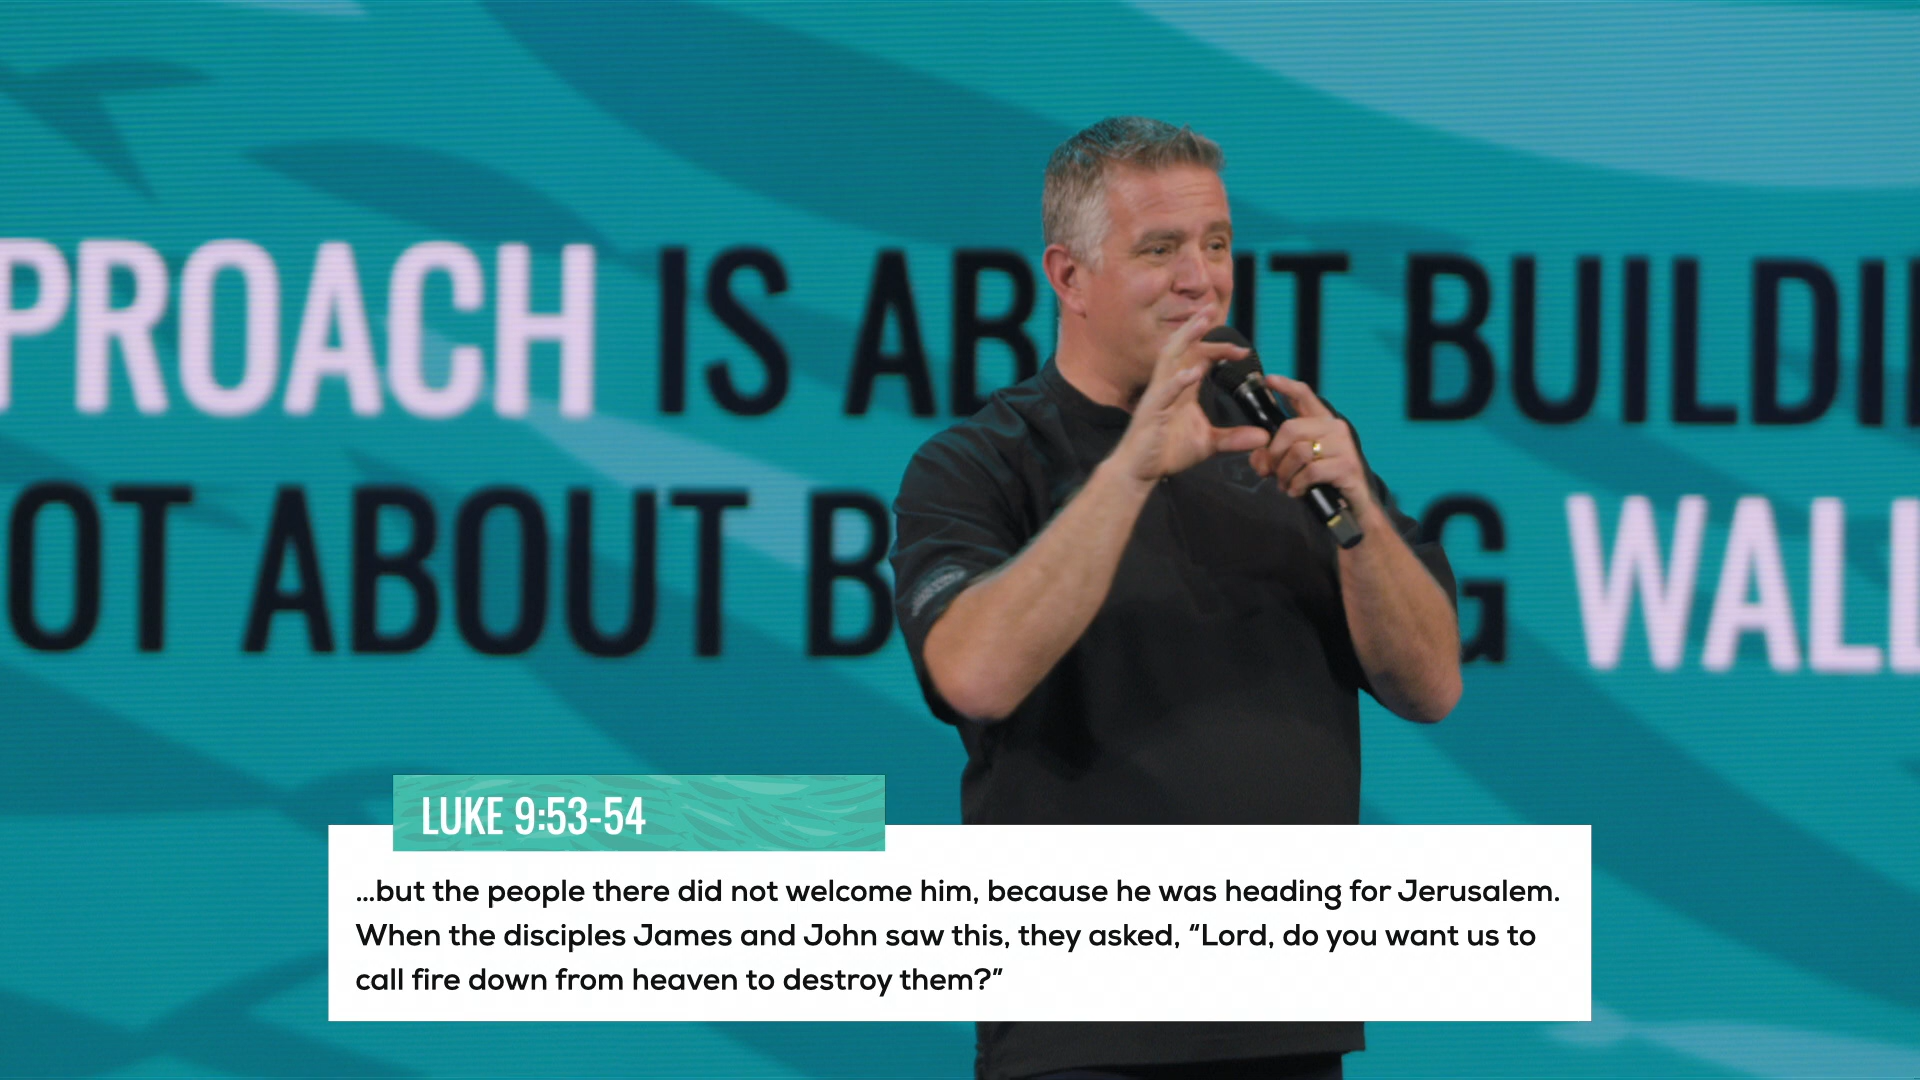 PROACH IS ABOUT BUILDI
OT ABOUT B G WALL
LUKE 9:53-54
...but the people there did not welcome him, because he was heading for Jerusalem.
When the disciples James and John saw this, they asked, “Lord, do you want us to
call fire down from heaven to destroy them?”